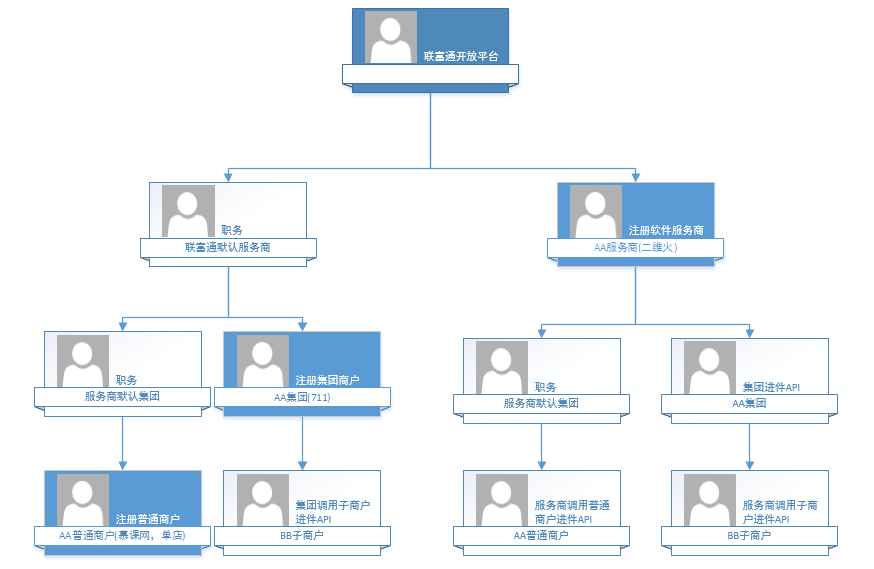 联富通开放平台
职务
联富通默认服务商
注册软件服务商
AA服务商(二维火)
职务
服务商默认集团
注册集团商户
AA集团(711)
职务
服务商默认集团
集团进件API
AA集团
注册普通商户
AA普通商户(慕课网，单店)
集团调用子商户
进件API
BB子商户
服务商调用普通
商户进件API
AA普通商户
服务商调用子商
户进件API
BB子商户